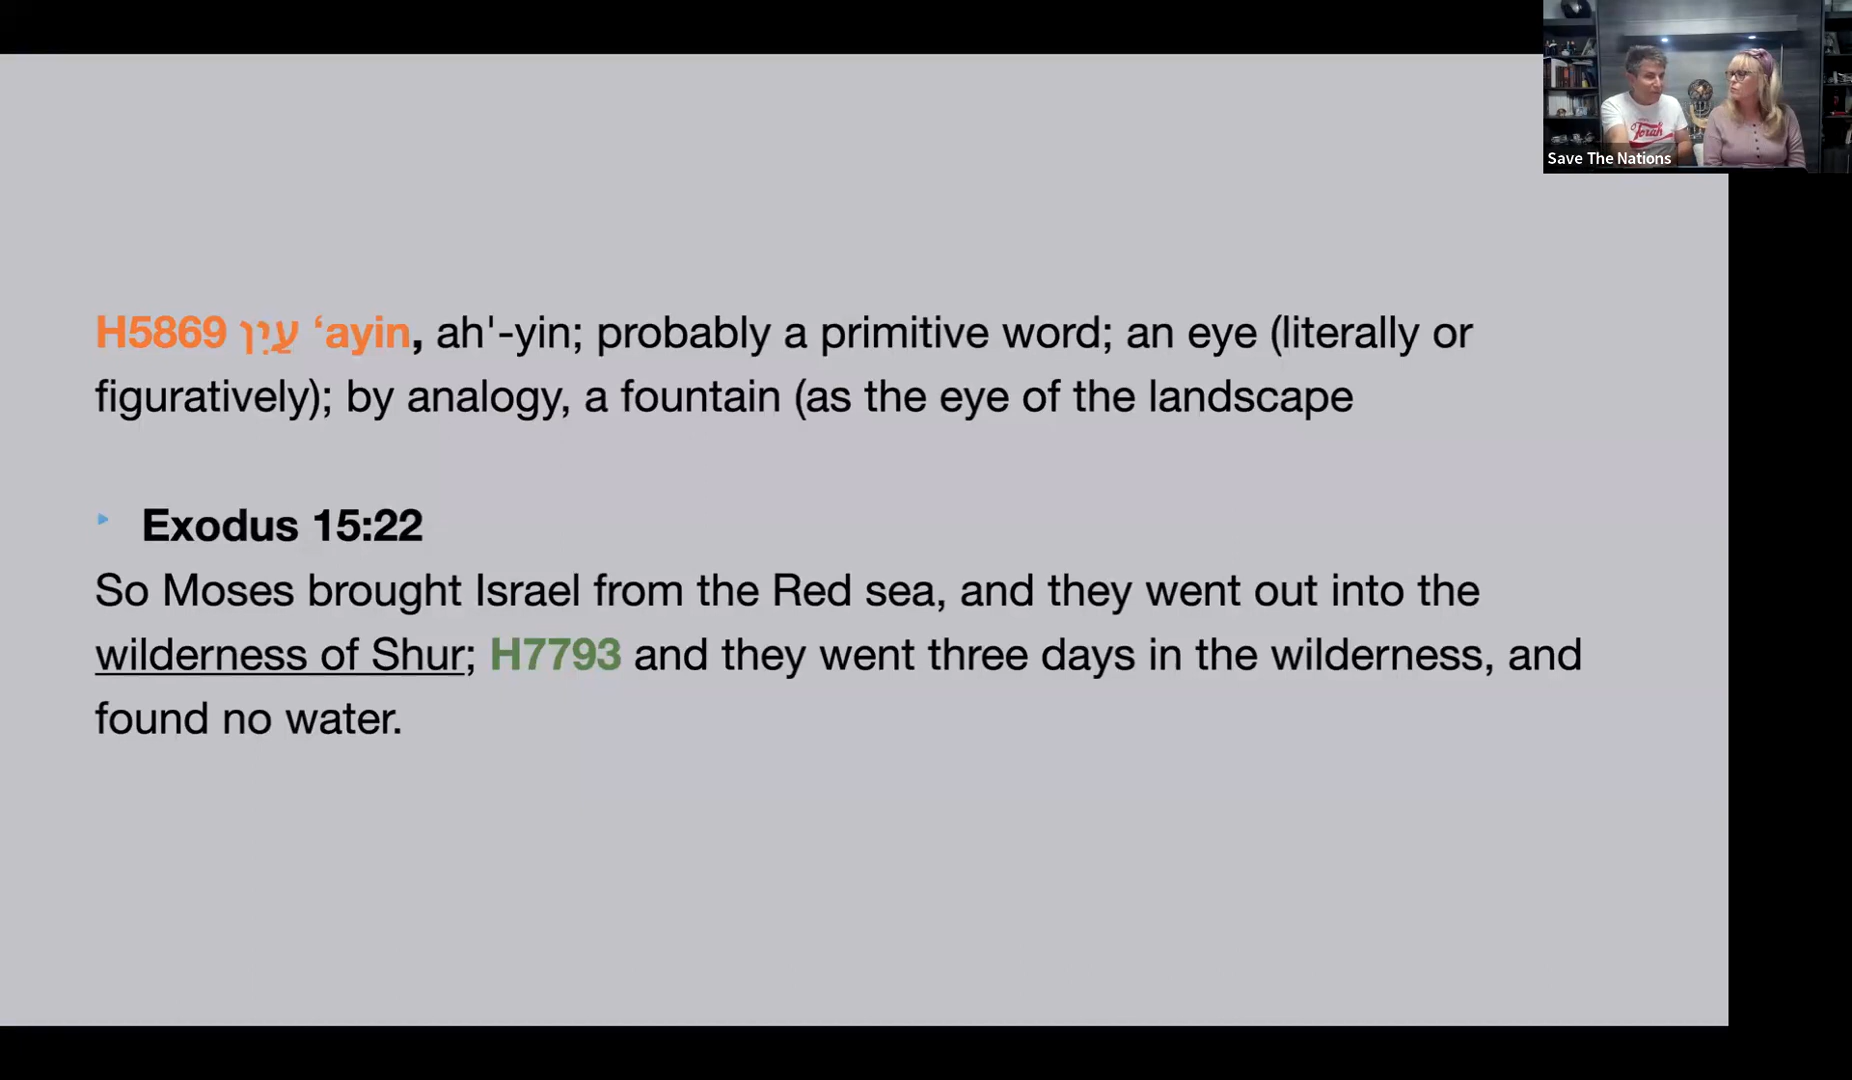 H5869 עַיִן ‘ayin, ah'-yin; probably a primitive word; an eye (literally or
figuratively); by analogy, a fountain (as the eye of the landscape
‣ Exodus 15:22
So Moses brought Israel from the Red sea, and they went out into the
wilderness of Shur; H7793 and they went three days in the wilderness, and
found no water.
Torah
Save The Nations